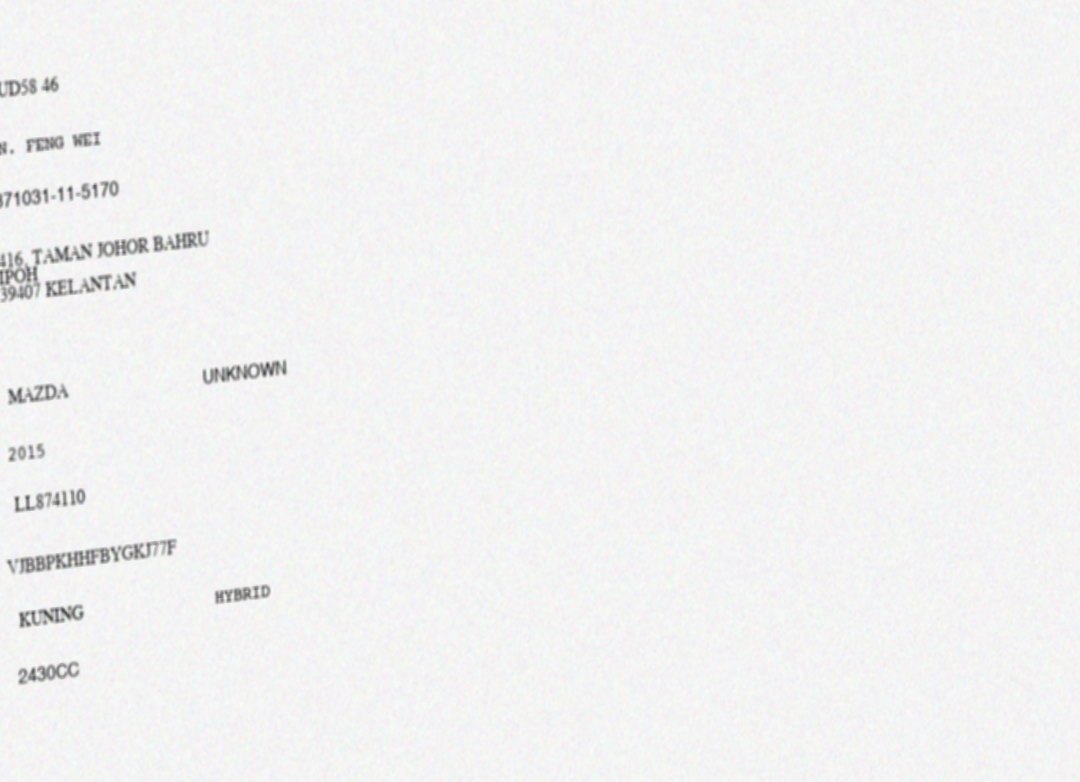 UD58 46
N. FENG WEI
871031-11-5170
416, TAMAN JOHOR BAHRU
IPOH
39407 KELANTAN
MAZDA UNKNOWN
2015
LL874110
VJBBPKHHFBYGKJ77F
KUNING HYBRID
2430CC